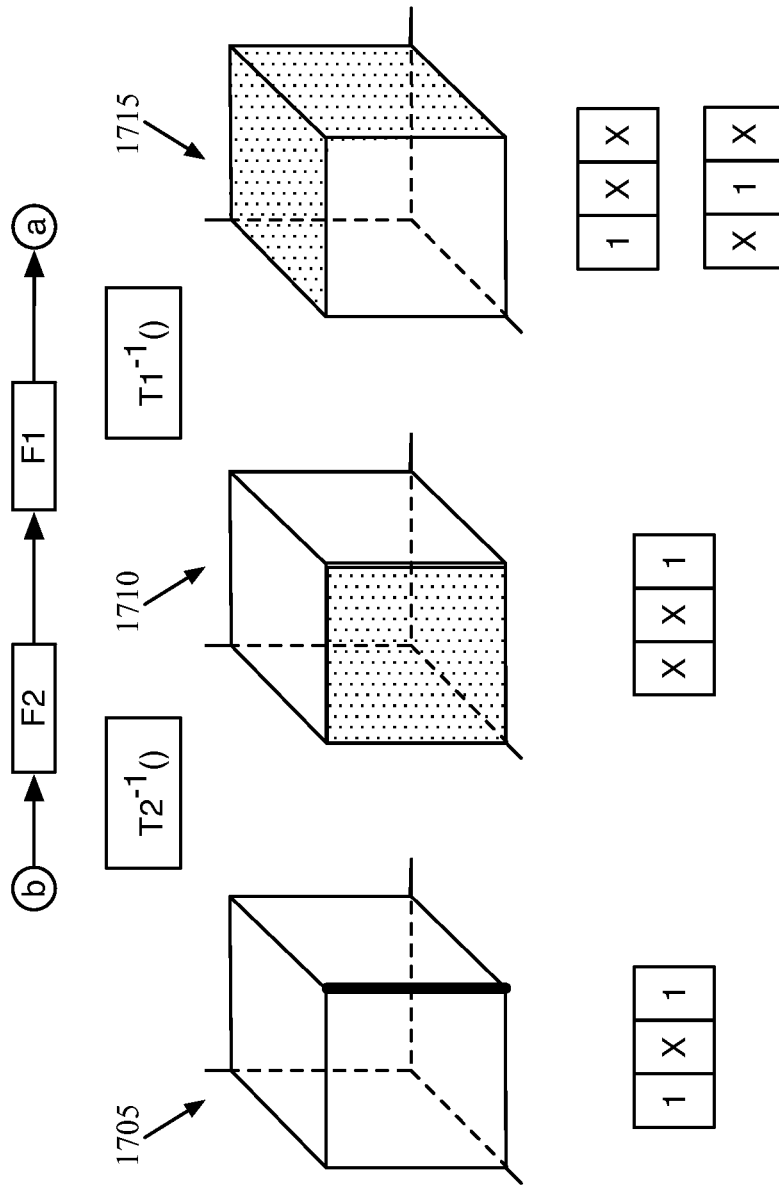 b F2 F1 a
T2⁻¹() T1⁻¹()
1705 1710 1715
1 X 1
X X 1
1 X X
X 1 X